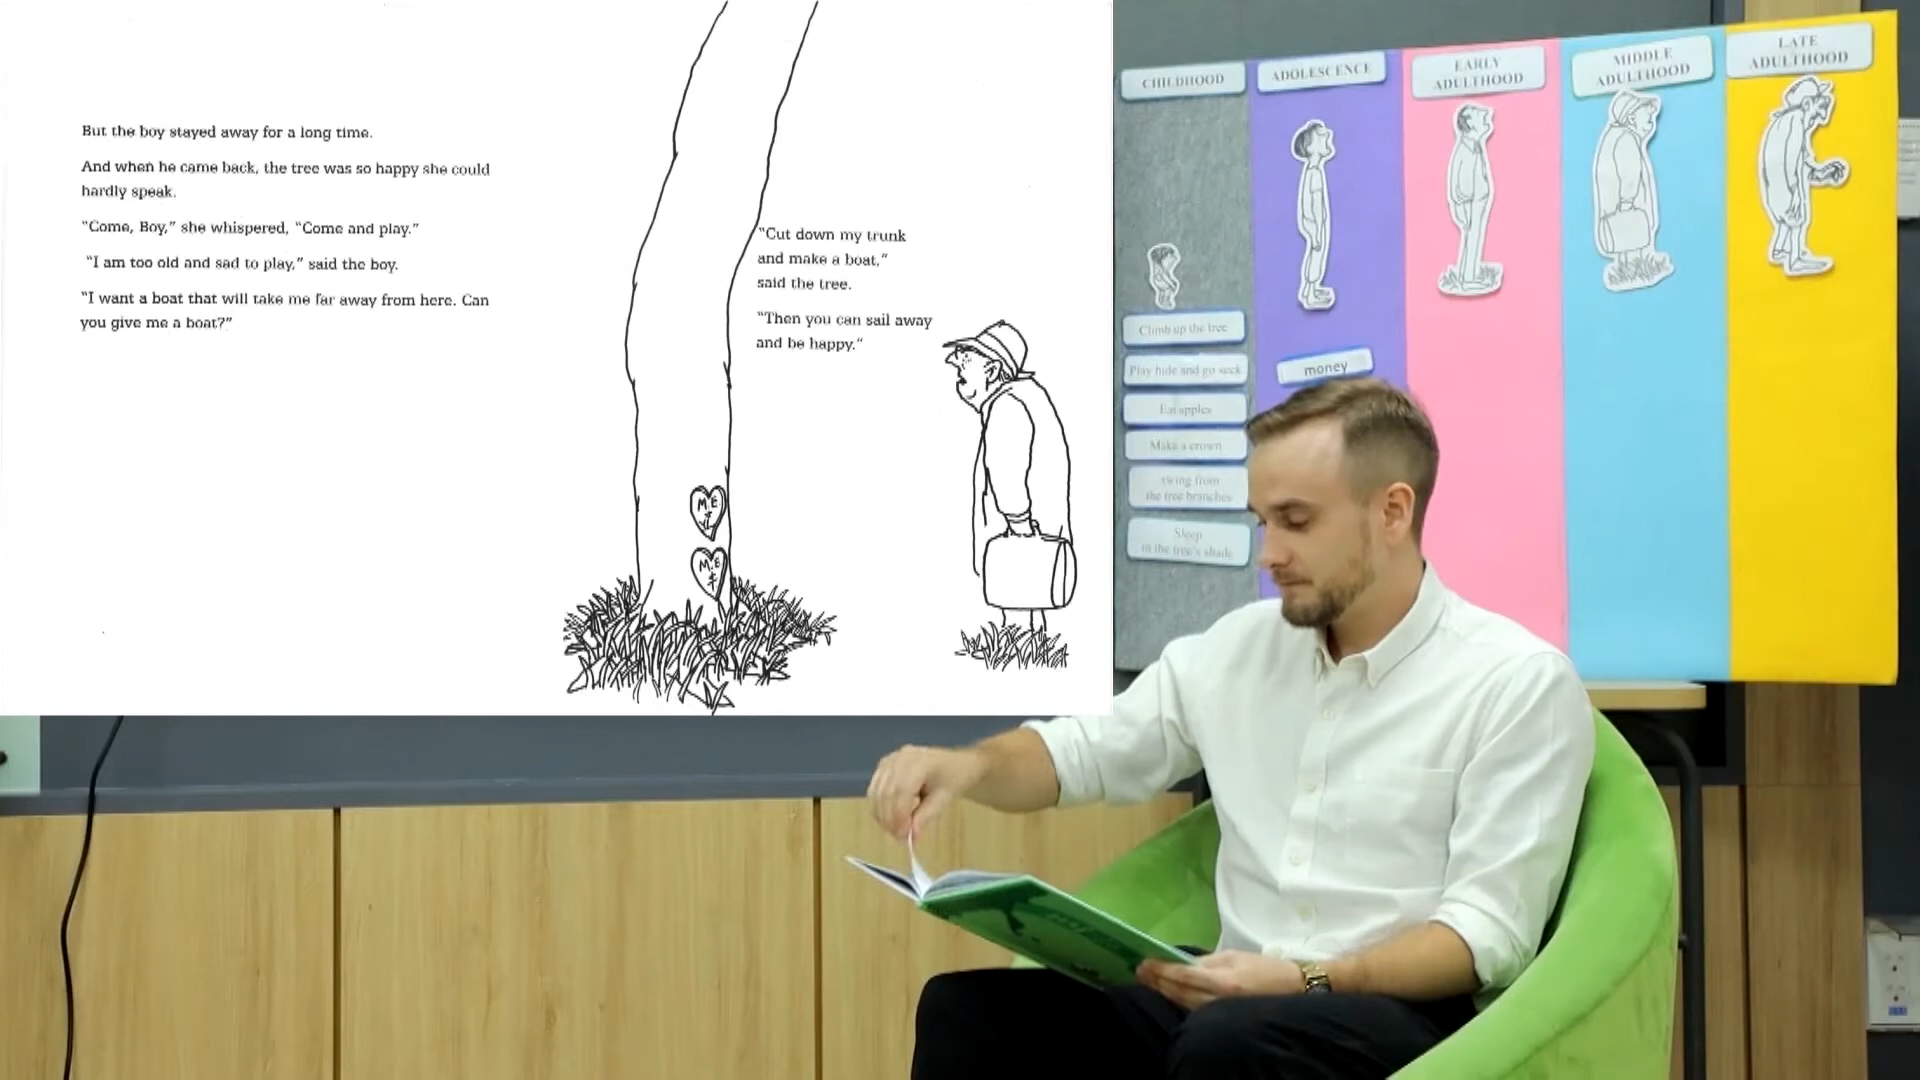 But the boy stayed away for a long time.
And when he came back, the tree was so happy she could
hardly speak.
“Come, Boy,” she whispered, “Come and play.”
“I am too old and sad to play,” said the boy.
“I want a boat that will take me far away from here. Can
you give me a boat?”
“Cut down my trunk
and make a boat,”
said the tree.
“Then you can sail away
and be happy.”
M.E
M.E
CHILDHOOD
Climb up the tree
Play hide and go seek
Eat apples
Make a crown
swing from
the tree branches
Sleep
in the tree's shade
ADOLESCENCE
money
EARLY
ADULTHOOD
MIDDLE
ADULTHOOD
LATE
ADULTHOOD